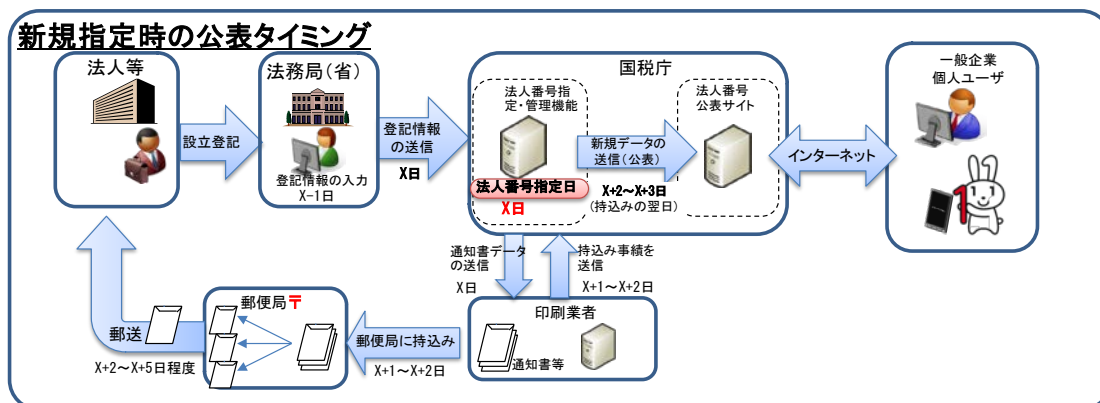 新規指定時の公表タイミング
法人等
設立登記
法務局(省)
登記情報の入力
X-1日
登記情報
の送信
X日
国税庁
法人番号指
定・管理機能
法人番号指定日
X日
新規データの
送信(公表)
X+2~X+3日
(持込みの翌日)
法人番号
公表サイト
インターネット
一般企業
個人ユーザ
1
通知書データ
の送信
X日
持込み事績を
送信
X+1~X+2日
印刷業者
通知書等
郵便局に持込み
X+1~X+2日
郵便局〒
郵送
X+2~X+5日程度